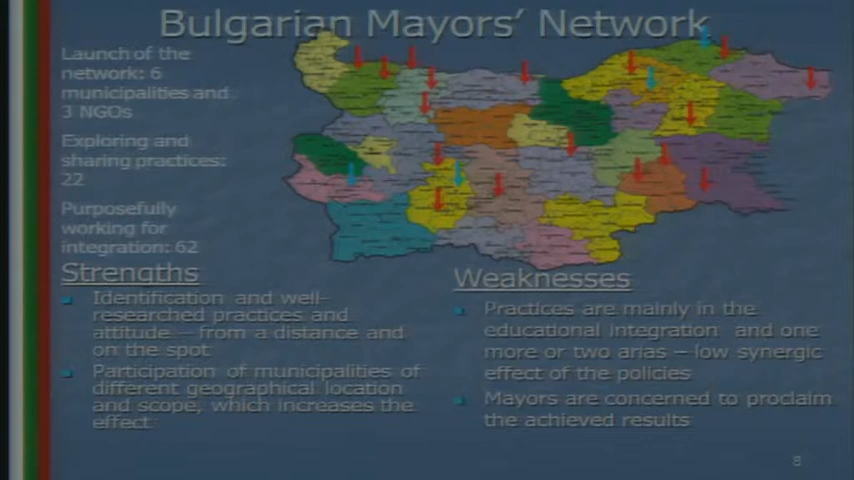 Bulgarian Mayors' Network
Launch of the
network: 6
municipalities and
3 NGOs
Exploring and
sharing practices:
22
Purposefully
working for
integration: 62
Strengths
Identification and well-
researched practices and
attitude – from a distance and
on the spot
Participation of municipalities of
different geographical location
and scope, which increases the
effect
Weaknesses
Practices are mainly in the
educational integration and one
more or two arias – low synergic
effect of the policies
Mayors are concerned to proclaim
the achieved results
8